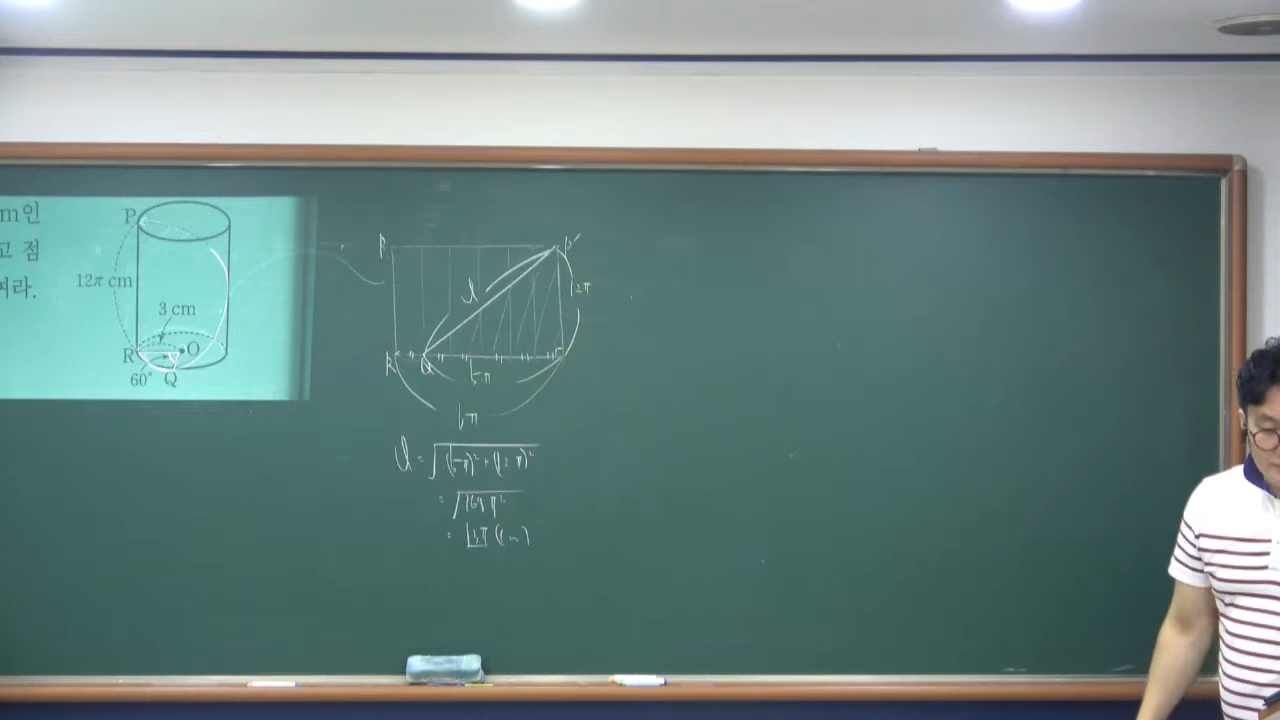 m인
고 점
여라.
P
12π cm
3 cm
R
O
60°
Q
P
P′
l
12π
R
Q
5π
6π
l = √(5π)² + (12π)²
= √169π²
= 13π (cm)